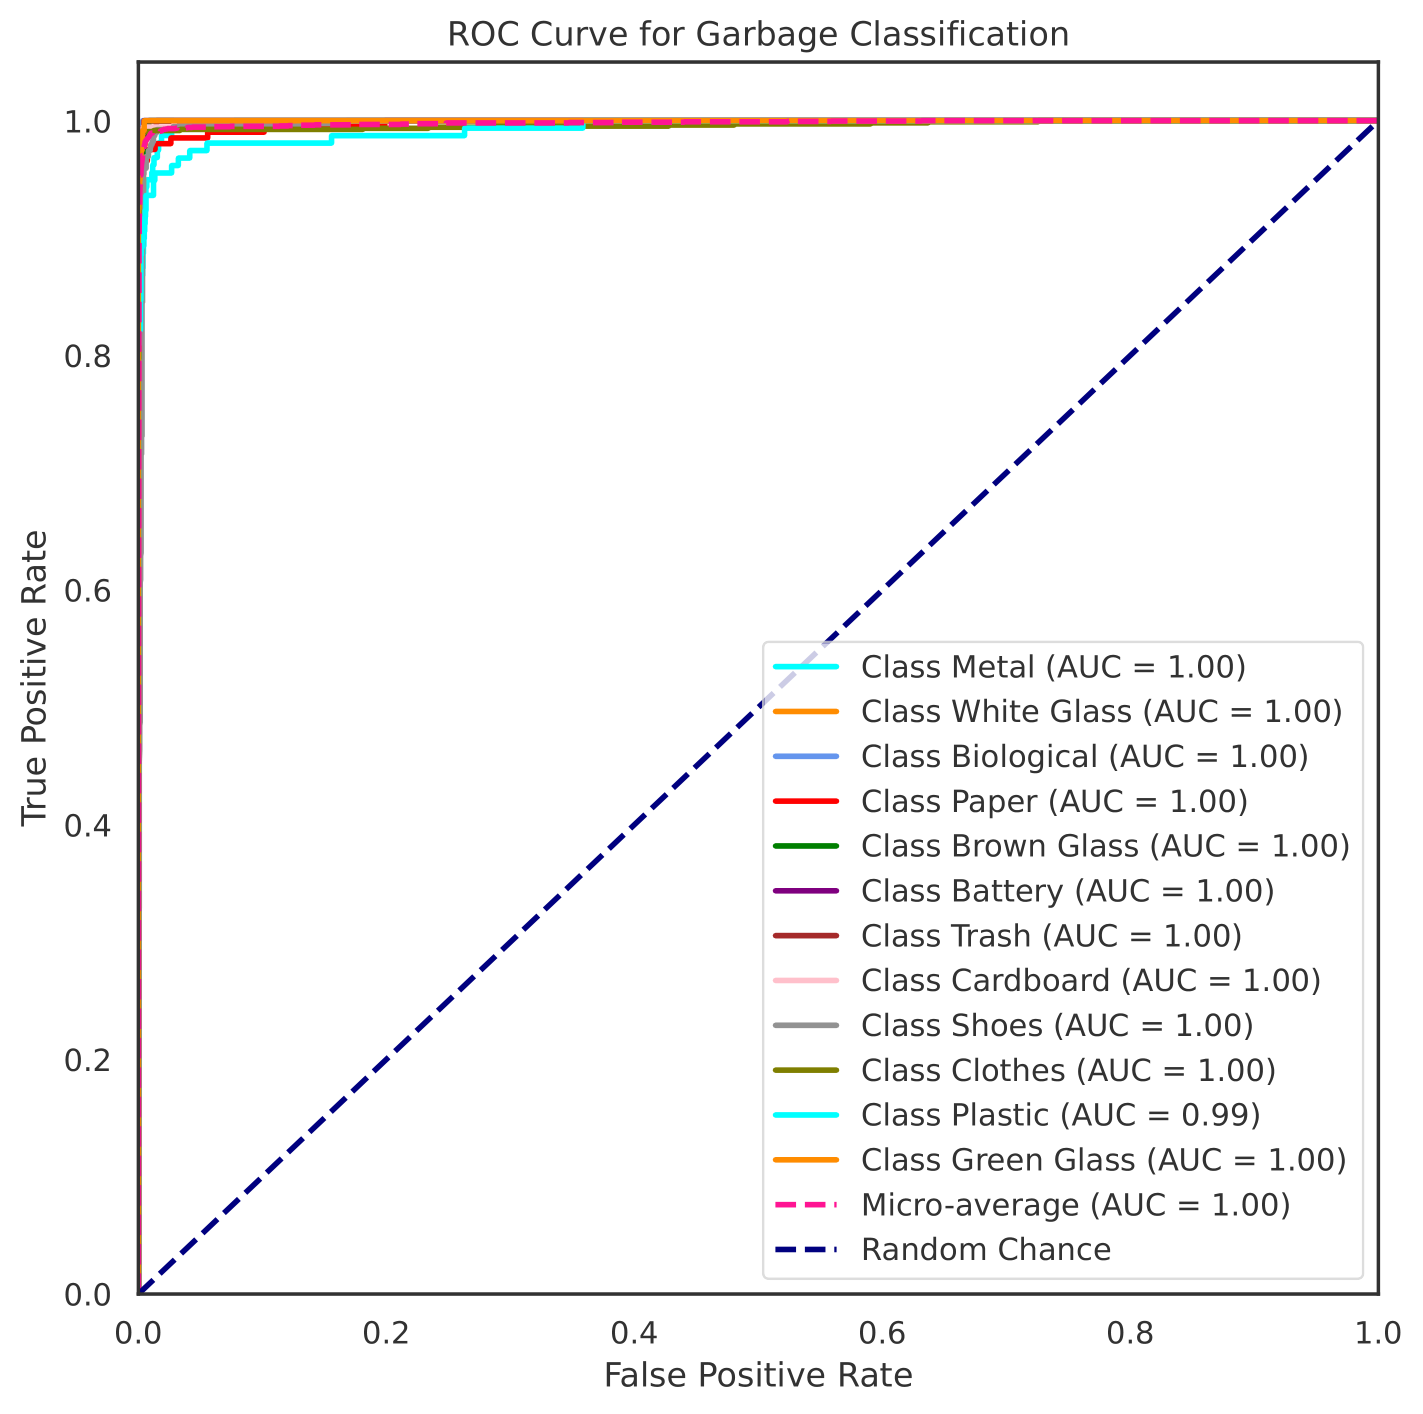 ROC Curve for Garbage Classification
True Positive Rate
1.0
0.8
0.6
0.4
0.2
0.0
Class Metal (AUC = 1.00)
Class White Glass (AUC = 1.00)
Class Biological (AUC = 1.00)
Class Paper (AUC = 1.00)
Class Brown Glass (AUC = 1.00)
Class Battery (AUC = 1.00)
Class Trash (AUC = 1.00)
Class Cardboard (AUC = 1.00)
Class Shoes (AUC = 1.00)
Class Clothes (AUC = 1.00)
Class Plastic (AUC = 0.99)
Class Green Glass (AUC = 1.00)
Micro-average (AUC = 1.00)
Random Chance
0.0 0.2 0.4 0.6 0.8 1.0
False Positive Rate